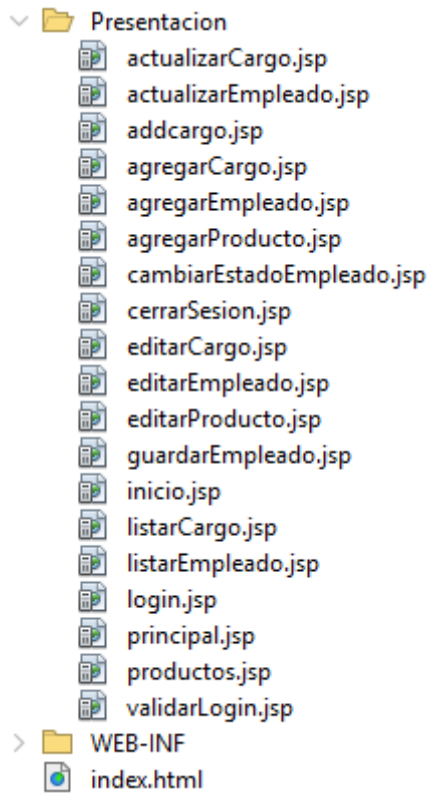 Presentacion
actualizarCargo.jsp
actualizarEmpleado.jsp
addcargo.jsp
agregarCargo.jsp
agregarEmpleado.jsp
agregarProducto.jsp
cambiarEstadoEmpleado.jsp
cerrarSesion.jsp
editarCargo.jsp
editarEmpleado.jsp
editarProducto.jsp
guardarEmpleado.jsp
inicio.jsp
listarCargo.jsp
listarEmpleado.jsp
login.jsp
principal.jsp
productos.jsp
validarLogin.jsp
WEB-INF
index.html